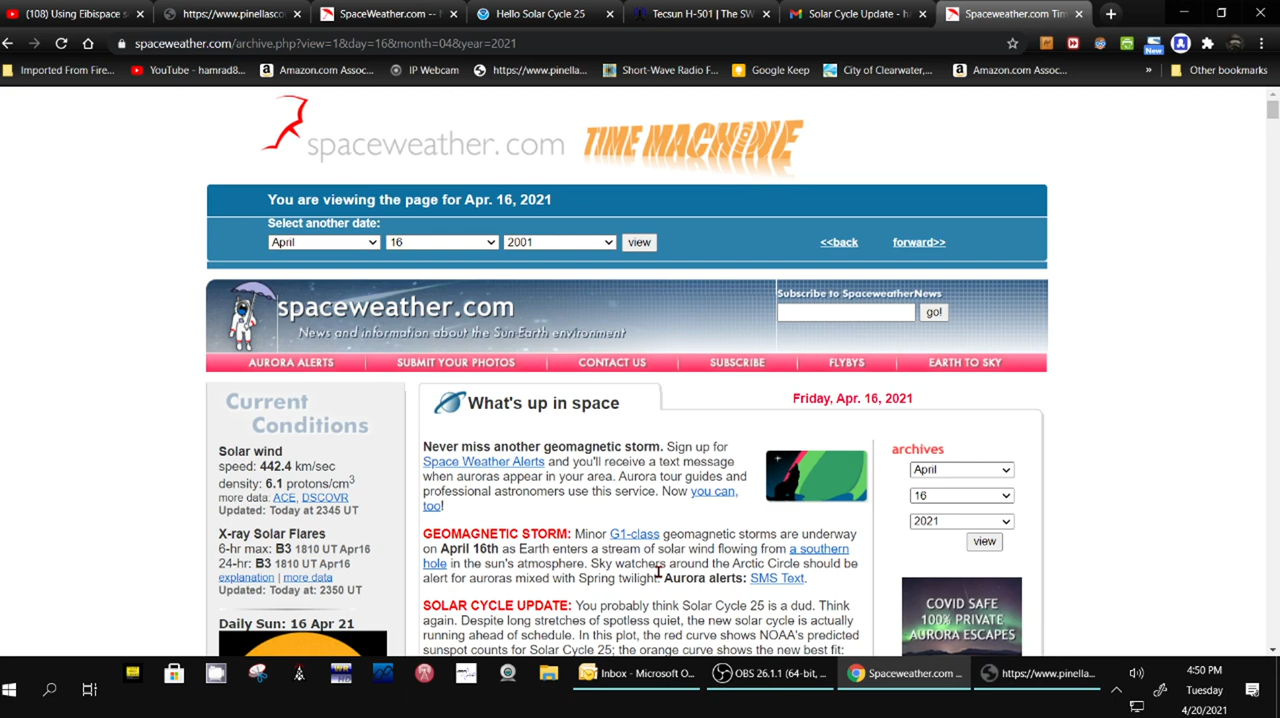 (108) Using Eibispace s
https://www.pinellasco
SpaceWeather.com -- N
Hello Solar Cycle 25
Tecsun H-501 | The SW
Solar Cycle Update - ha
Spaceweather.com Tim
spaceweather.com/archive.php?view=1&day=16&month=04&year=2021
New
Imported From Fire...
YouTube - hamrad8...
Amazon.com Assoc...
IP Webcam
https://www.pinella...
Short-Wave Radio F...
Google Keep
City of Clearwater,...
Amazon.com Assoc...
»
Other bookmarks
spaceweather.com
TIME MACHINE
You are viewing the page for Apr. 16, 2021
Select another date:
April
16
2001
view
<<back
forward>>
spaceweather.com
News and information about the Sun-Earth environment
Subscribe to SpaceweatherNews
go!
AURORA ALERTS
SUBMIT YOUR PHOTOS
CONTACT US
SUBSCRIBE
FLYBYS
EARTH TO SKY
Current
Conditions
Solar wind
speed: 442.4 km/sec
density: 6.1 protons/cm3
more data: ACE, DSCOVR
Updated: Today at 2345 UT
X-ray Solar Flares
6-hr max: B3 1810 UT Apr16
24-hr: B3 1810 UT Apr16
explanation | more data
Updated: Today at: 2350 UT
Daily Sun: 16 Apr 21
What's up in space
Friday, Apr. 16, 2021
Never miss another geomagnetic storm. Sign up for
Space Weather Alerts and you'll receive a text message
when auroras appear in your area. Aurora tour guides and
professional astronomers use this service. Now you can,
too!
GEOMAGNETIC STORM: Minor G1-class geomagnetic storms are underway
on April 16th as Earth enters a stream of solar wind flowing from a southern
hole in the sun's atmosphere. Sky watchers around the Arctic Circle should be
alert for auroras mixed with Spring twilight. Aurora alerts: SMS Text.
SOLAR CYCLE UPDATE: You probably think Solar Cycle 25 is a dud. Think
again. Despite long stretches of spotless quiet, the new solar cycle is actually
running ahead of schedule. In this plot, the red curve shows NOAA's predicted
sunspot counts for Solar Cycle 25; the orange curve shows the new best fit:
archives
April
16
2021
view
COVID SAFE
100% PRIVATE
AURORA ESCAPES
Inbox - Microsoft O...
OBS 26.1.1 (64-bit, ...
Spaceweather.com ...
https://www.pinella...
4:50 PM
Tuesday
4/20/2021